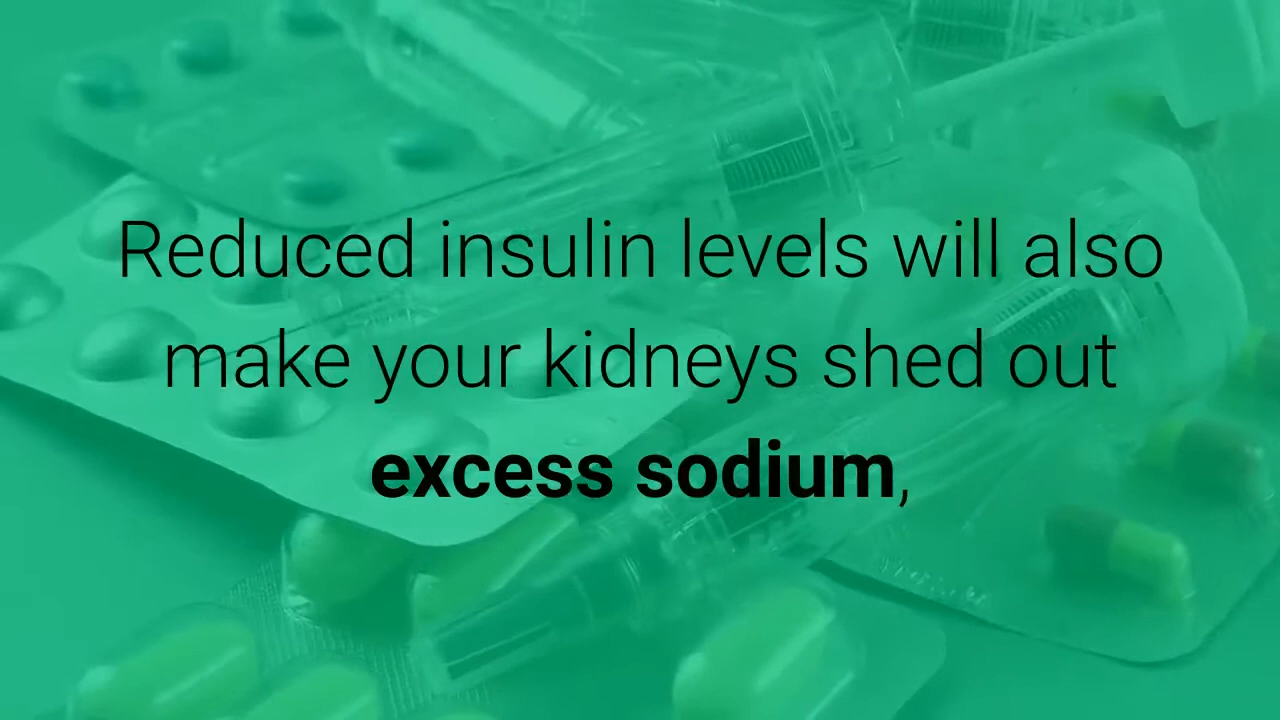 Reduced insulin levels will also
make your kidneys shed out
excess sodium,